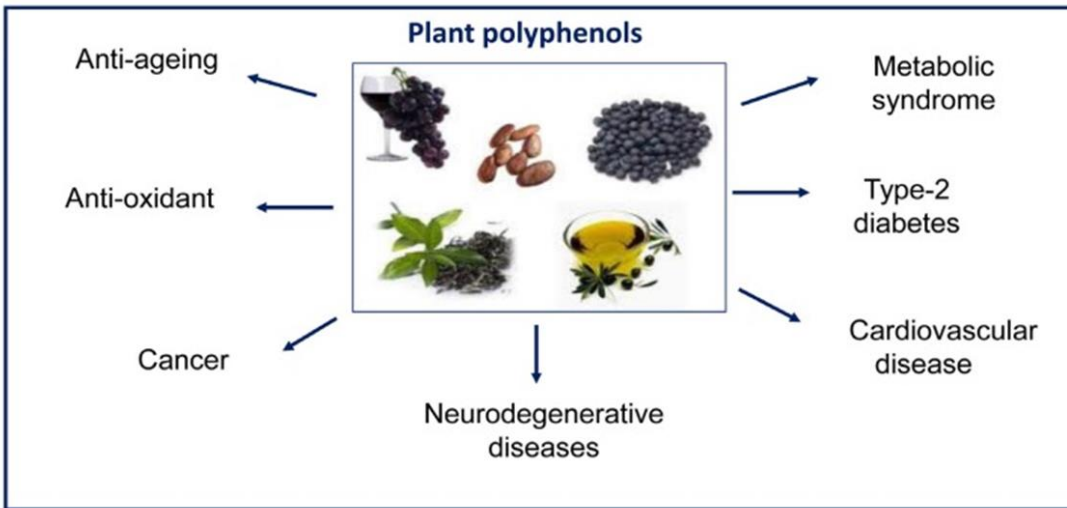 Plant polyphenols
Anti-ageing
Anti-oxidant
Cancer
Neurodegenerative
diseases
Metabolic
syndrome
Type-2
diabetes
Cardiovascular
disease